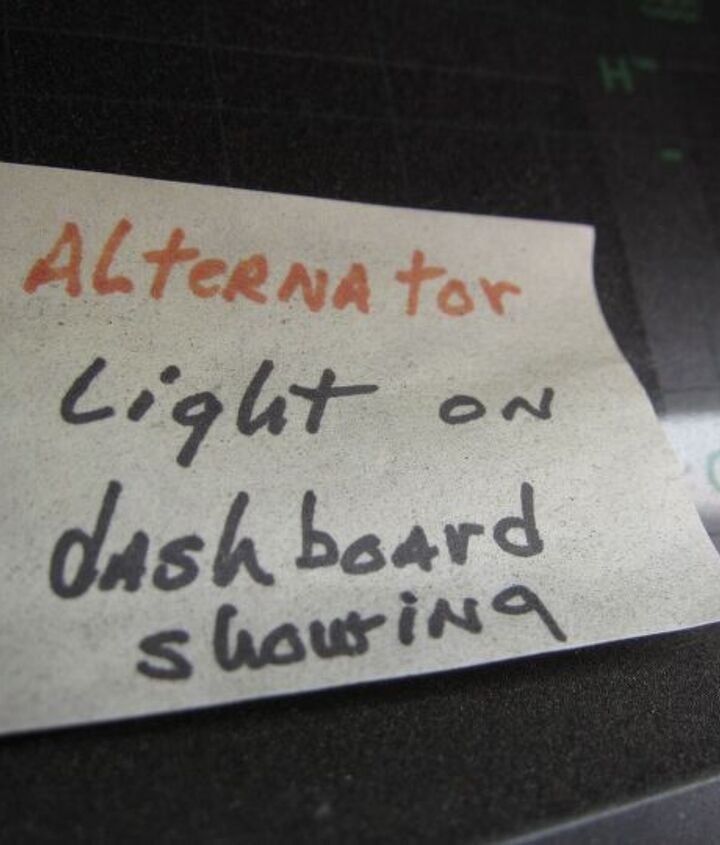 H
ALTERNATOR
Light ON
dashboard
showing